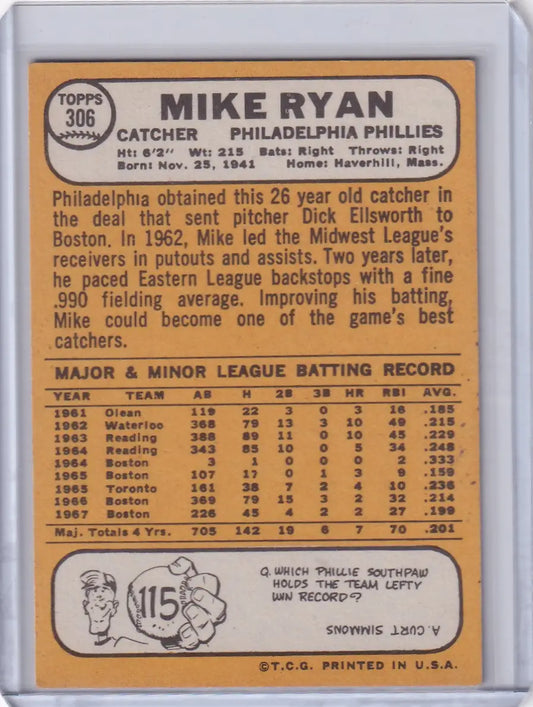 TOPPS
306
MIKE RYAN
CATCHER PHILADELPHIA PHILLIES
Ht: 6'2" Wt: 215 Bats: Right Throws: Right
Born: Nov. 25, 1941 Home: Haverhill, Mass.
Philadelphia obtained this 26 year old catcher in
the deal that sent pitcher Dick Ellsworth to
Boston. In 1962, Mike led the Midwest League's
receivers in putouts and assists. Two years later,
he paced Eastern League backstops with a fine
.990 fielding average. Improving his batting,
Mike could become one of the game's best
catchers.
MAJOR & MINOR LEAGUE BATTING RECORD
YEAR TEAM AB H 2B 3B HR RBI AVG.
1961 Olean 119 22 3 0 3 16 .185
1962 Waterloo 368 79 13 3 10 49 .215
1963 Reading 388 89 11 0 10 45 .229
1964 Reading 343 85 10 0 5 34 .248
1964 Boston 3 1 0 0 0 2 .333
1965 Boston 107 17 0 1 3 9 .159
1965 Toronto 161 38 7 2 4 10 .236
1966 Boston 369 79 15 3 2 32 .214
1967 Boston 226 45 4 2 2 27 .199
Maj. Totals 4 Yrs. 705 142 19 6 7 70 .201
115
Q. WHICH PHILLIE SOUTHPAW
HOLDS THE TEAM LEFTY
WIN RECORD?
A. CURT SIMMONS
©T.C.G. PRINTED IN U.S.A.